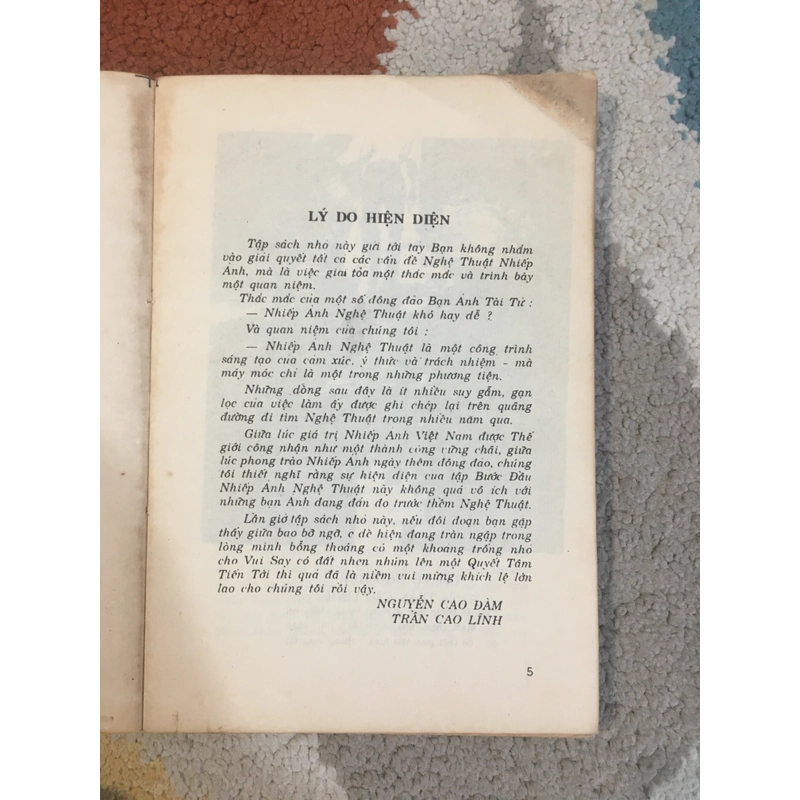 LÝ DO HIỆN DIỆN
Tập sách nhỏ này gửi tới tay Bạn không nhắm
vào giải quyết tất cả các vấn đề Nghệ Thuật Nhiếp
Ảnh, mà là việc giải tỏa một thắc mắc và trình bày
một quan niệm.
Thắc mắc của một số đông đảo Bạn Ảnh Tài Tử :
— Nhiếp Ảnh Nghệ Thuật khó hay dễ ?
Và quan niệm của chúng tôi :
— Nhiếp Ảnh Nghệ Thuật là một công trình
sáng tạo của cảm xúc, ý thức và trách nhiệm - mà
máy móc chỉ là một trong những phương tiện.
Những dòng sau đây là ít nhiều suy gẫm, gạn
lọc của việc làm ấy được ghi chép lại trên quãng
đường đi tìm Nghệ Thuật trong nhiều năm qua.
Giữa lúc giá trị Nhiếp Ảnh Việt Nam được Thế
giới công nhận như một thành công vững chãi, giữa
lúc phong trào Nhiếp Ảnh ngày thêm đông đảo, chúng
tôi thiết nghĩ rằng sự hiện diện của tập Bước Đầu
Nhiếp Ảnh Nghệ Thuật này không quá vô ích với
những bạn Ảnh đang đắn đo trước thềm Nghệ Thuật.
Lần giở tập sách nhỏ này, nếu đôi đoạn bạn gặp
thấy giữa bao bỡ ngỡ, e dè hiện đang tràn ngập trong
lòng mình bỗng thoáng có một khoảng trống nhỏ
cho Vui Say có đất nhen nhúm lên một Quyết Tâm
Tiến Tới thì quả đã là niềm vui mừng khích lệ lớn
lao cho chúng tôi rồi vậy.
NGUYỄN CAO ĐÀM
TRẦN CAO LĨNH
5